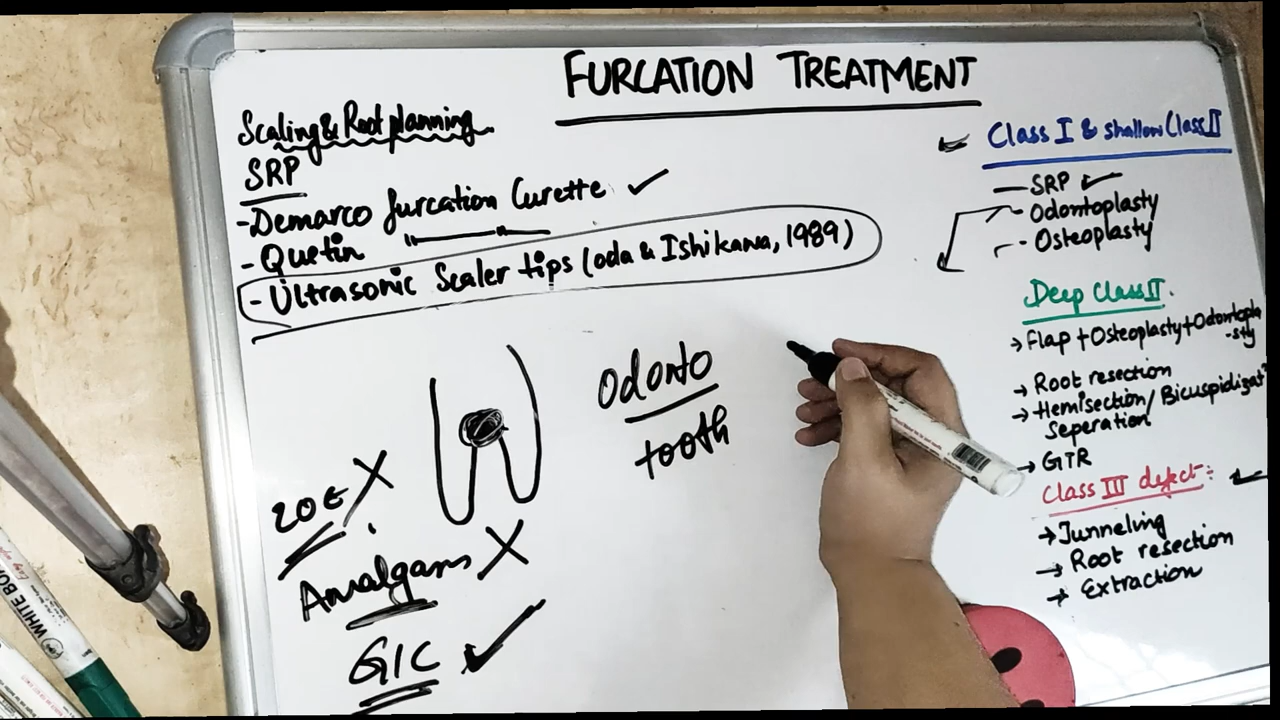 FURCATION TREATMENT
Scaling & Root planning
SRP
-Demarco furcation Curette ✓
- Quetin "
- Ultrasonic Scaler tips (oda & Ishikawa, 1989)
Odonto
tooth
ZOE X
Amalgam X
GIC ✓
Class I & shallow Class II
— SRP ✓
- Odontoplasty
- Osteoplasty
Deep Class II.
→ Flap + Osteoplasty + Odontopla
-sty
→ Root resection
→ Hemisection/ Bicuspidizat
Seperation
→ GTR
Class III defect:
→ Tunneling
→ Root resection
→ Extraction
WHITE BO